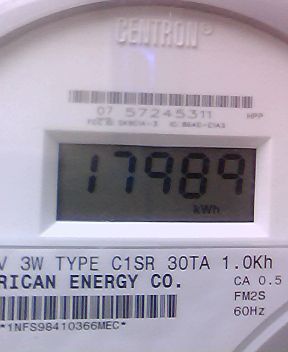 CENTRON®
07 57245311 HPP
17989
kWh
V 3W TYPE C1SR 30TA 1.0Kh
RICAN ENERGY CO. CA 0.5
FM2S
60Hz
*1NFS98410366MEC*